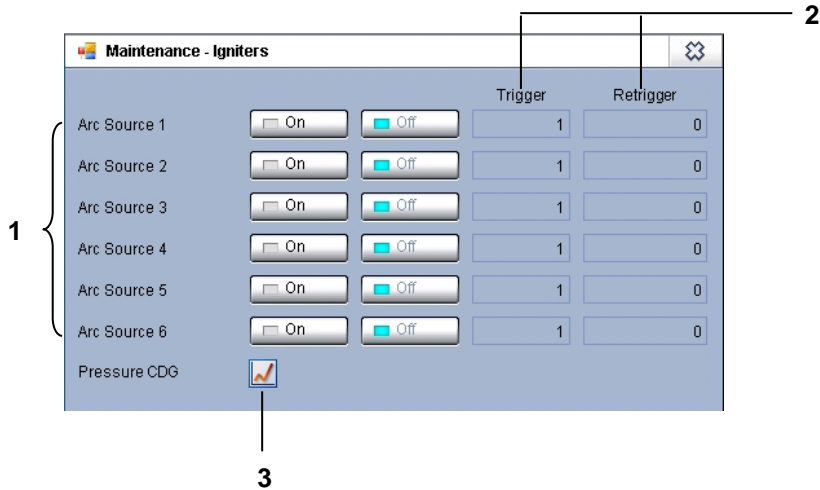 2
Maintenance - Igniters
Trigger Retrigger
Arc Source 1 On Off 1 0
Arc Source 2 On Off 1 0
Arc Source 3 On Off 1 0
1
Arc Source 4 On Off 1 0
Arc Source 5 On Off 1 0
Arc Source 6 On Off 1 0
Pressure CDG
3